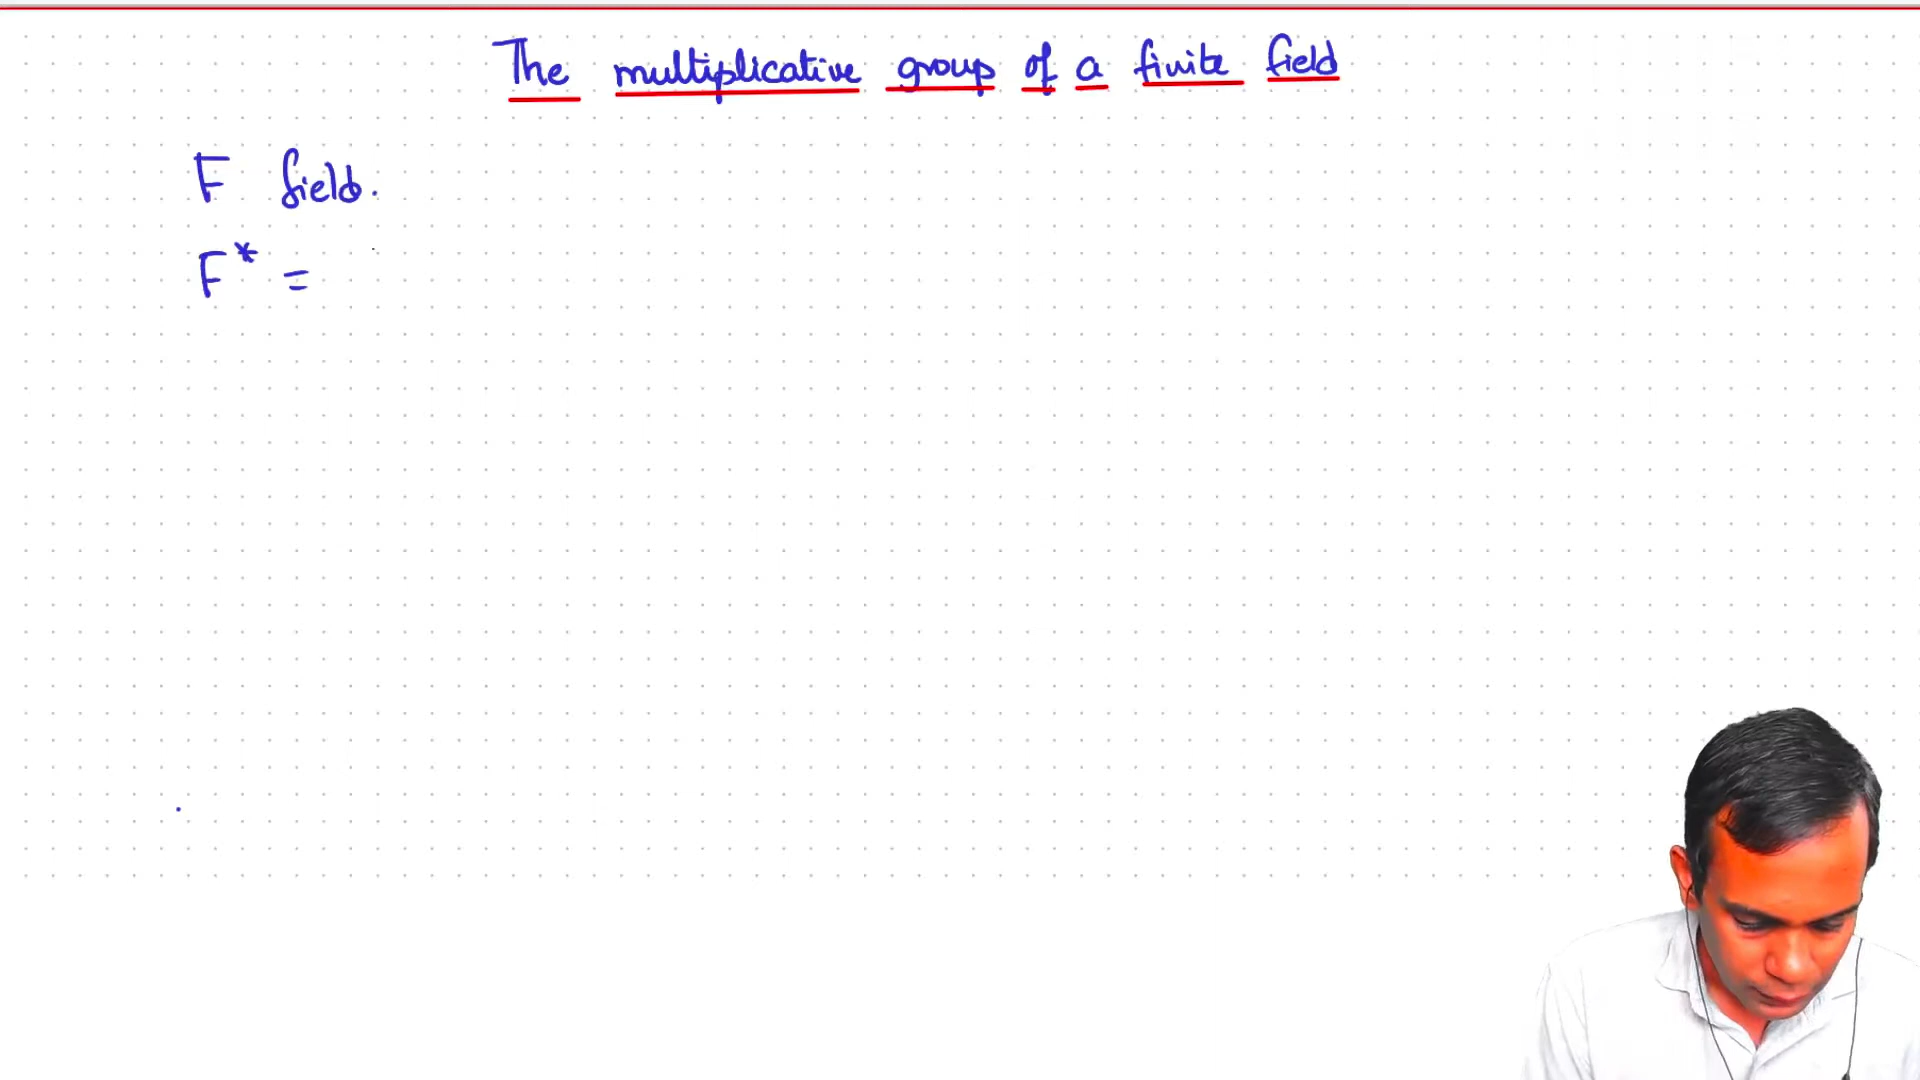 The multiplicative group of a finite field
F field.
F* =